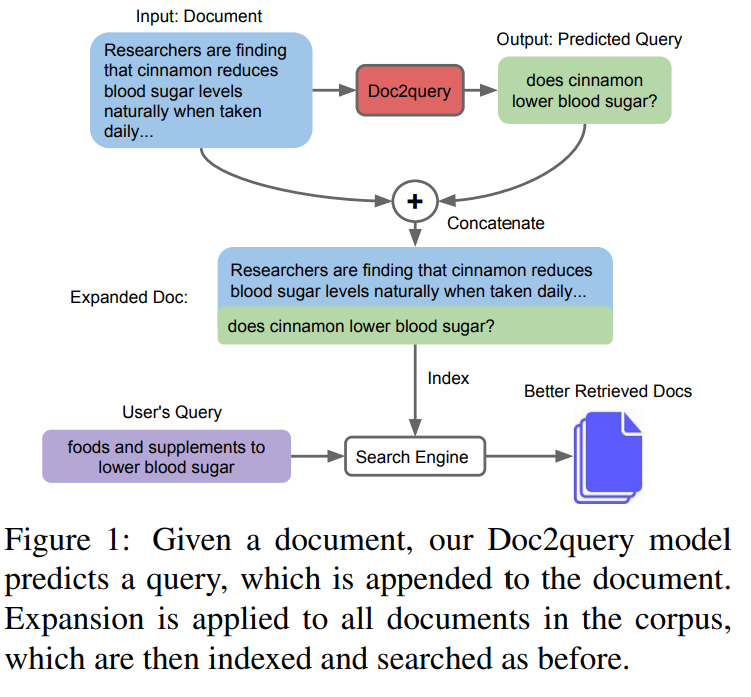 Input: Document
Output: Predicted Query
Researchers are finding
that cinnamon reduces
blood sugar levels
naturally when taken
daily...
Doc2query
does cinnamon
lower blood sugar?
+
Concatenate
Expanded Doc:
Researchers are finding that cinnamon reduces
blood sugar levels naturally when taken daily...
does cinnamon lower blood sugar?
Index
User's Query
Better Retrieved Docs
foods and supplements to
lower blood sugar
Search Engine
Figure 1: Given a document, our Doc2query model
predicts a query, which is appended to the document.
Expansion is applied to all documents in the corpus,
which are then indexed and searched as before.